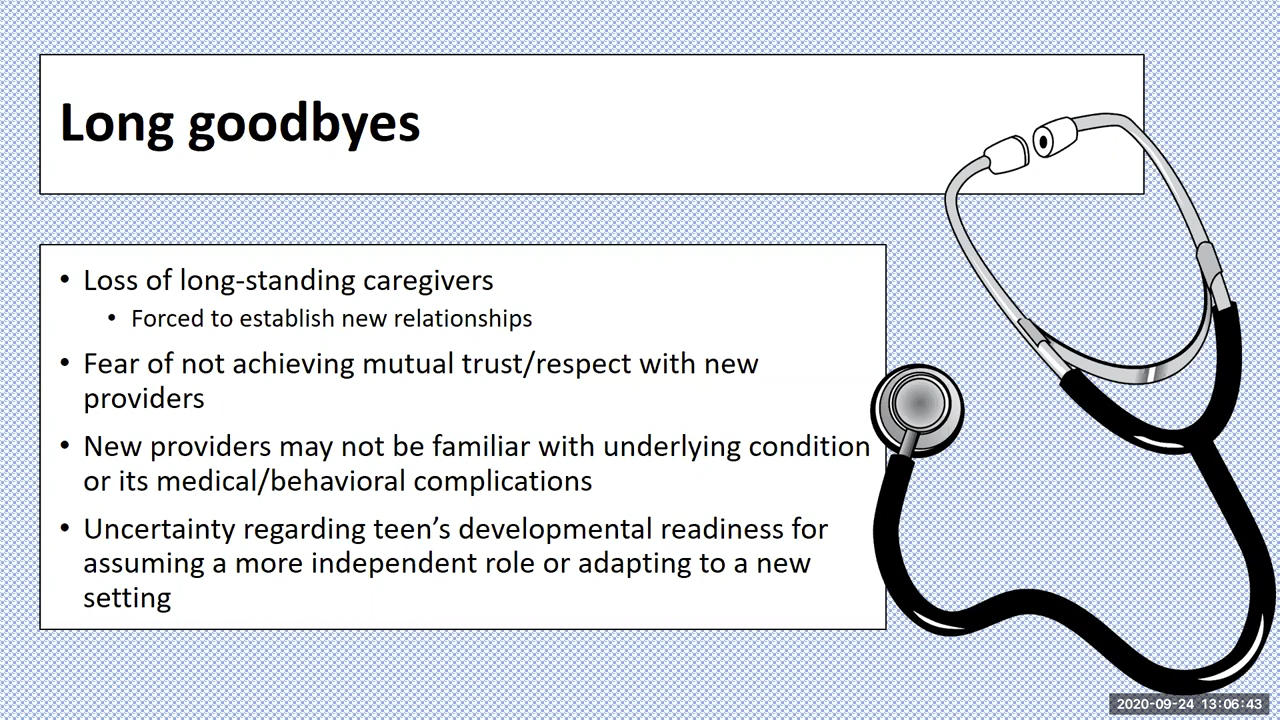 Long goodbyes
• Loss of long-standing caregivers
• Forced to establish new relationships
• Fear of not achieving mutual trust/respect with new
providers
• New providers may not be familiar with underlying condition
or its medical/behavioral complications
• Uncertainty regarding teen’s developmental readiness for
assuming a more independent role or adapting to a new
setting
2020-09-24 13:06:43